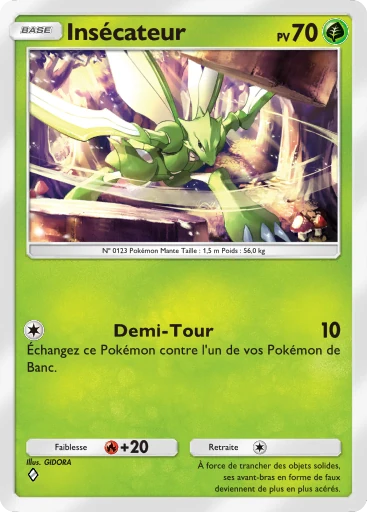 BASE
Insécateur
PV 70
N° 0123 Pokémon Mante Taille : 1,5 m Poids : 56,0 kg
Demi-Tour 10
Échangez ce Pokémon contre l'un de vos Pokémon de
Banc.
Faiblesse +20
Retraite
Illus. GIDORA
À force de trancher des objets solides,
ses avant-bras en forme de faux
deviennent de plus en plus acérés.